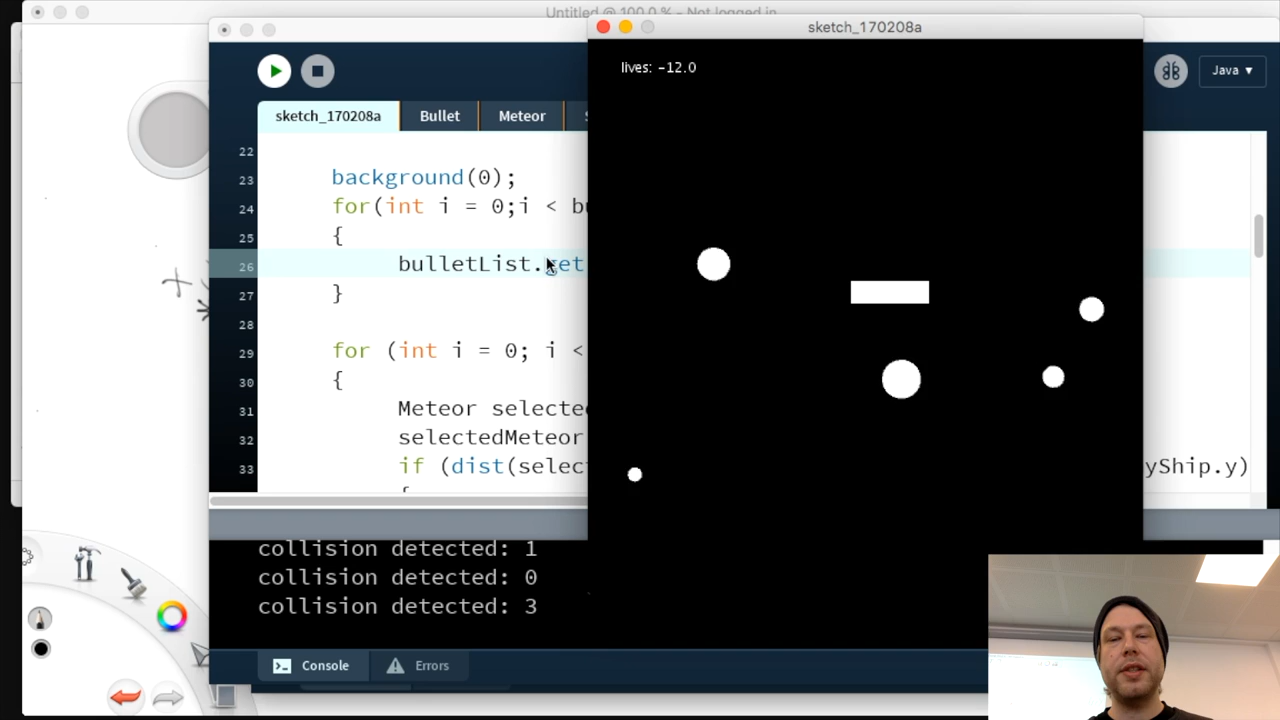 Untitled @ 100.0 % - Not logged in
sketch_170208a
lives: -12.0
Java ▾
sketch_170208a
Bullet
Meteor
22
23 background(0);
24 for(int i = 0;i < bu
25 {
26 bulletList.get
27 }
28
29 for (int i = 0; i <
30 {
31 Meteor selected
32 selectedMeteor
33 if (dist(selec yShip.y)
collision detected: 1
collision detected: 0
collision detected: 3
Console
Errors